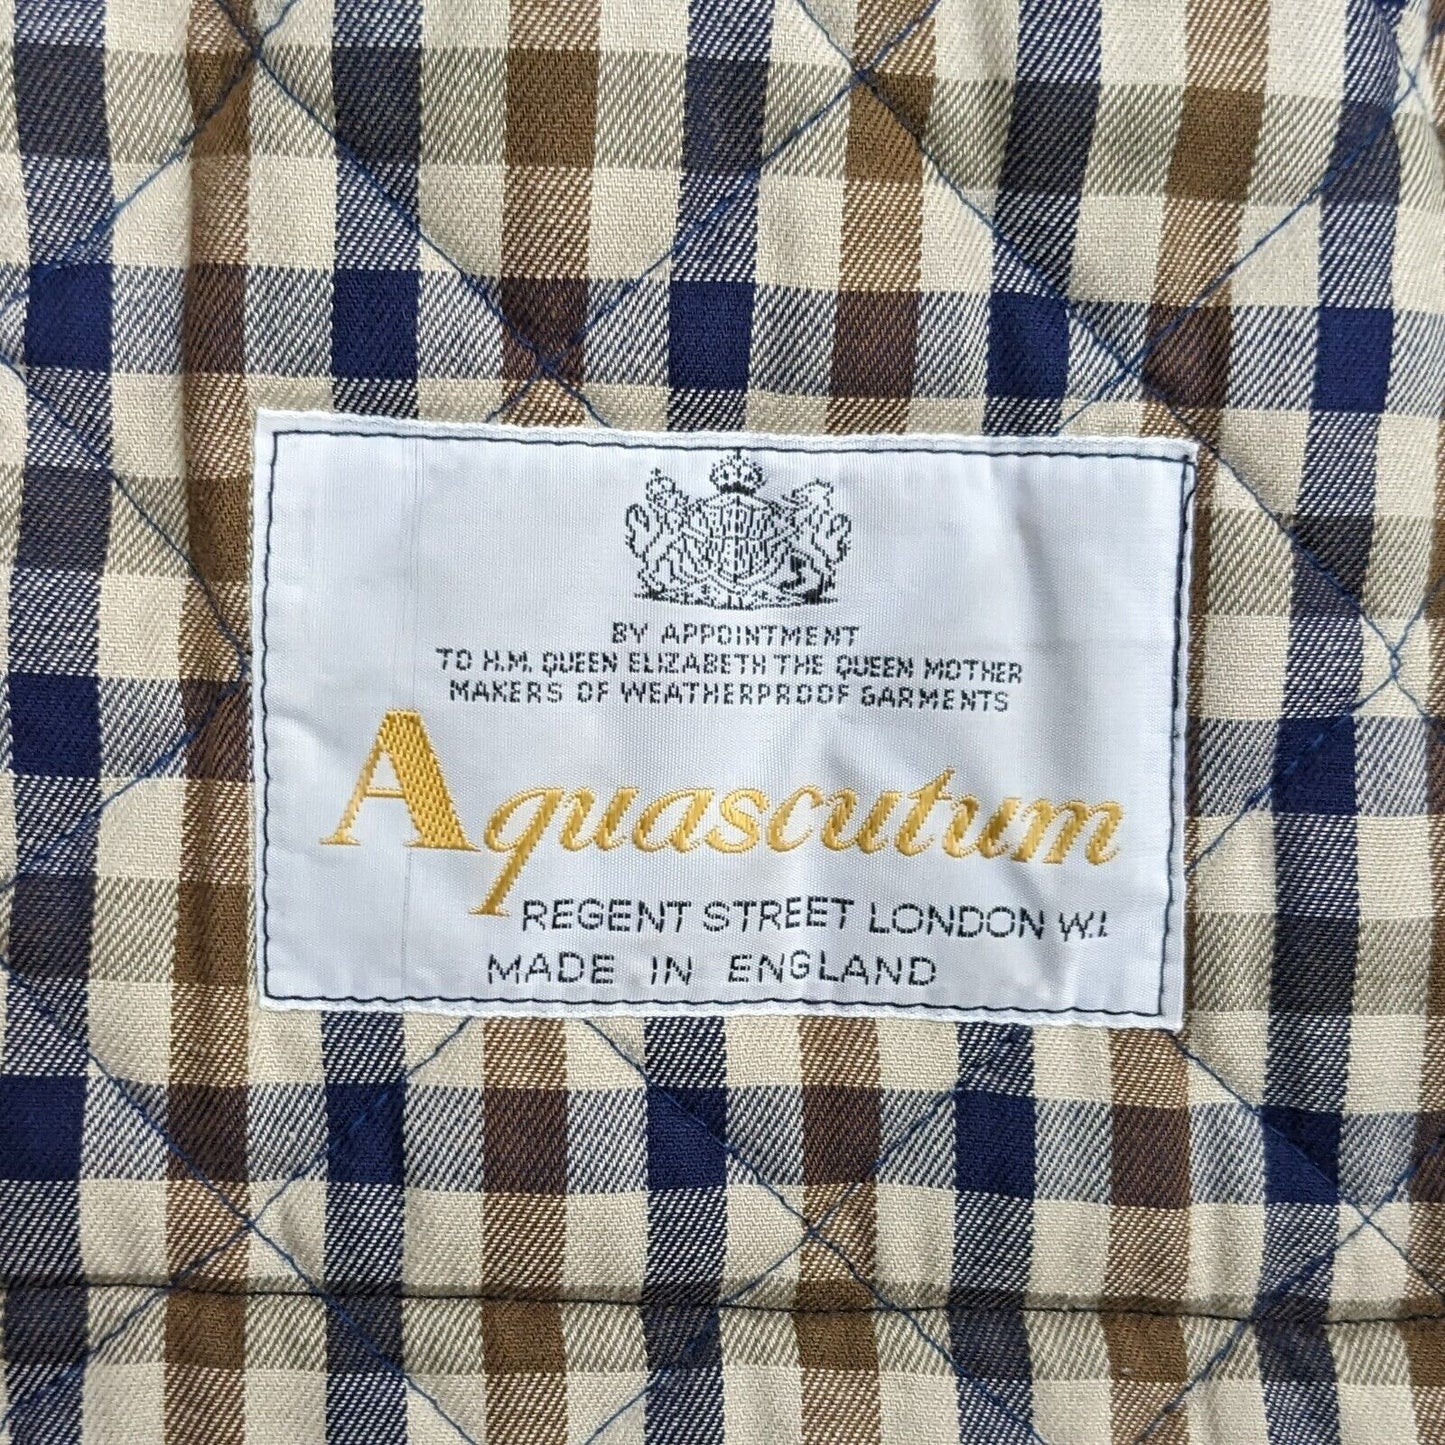 BY APPOINTMENT
TO H.M. QUEEN ELIZABETH THE QUEEN MOTHER
MAKERS OF WEATHERPROOF GARMENTS
Aquascutum
REGENT STREET LONDON W.1.
MADE IN ENGLAND